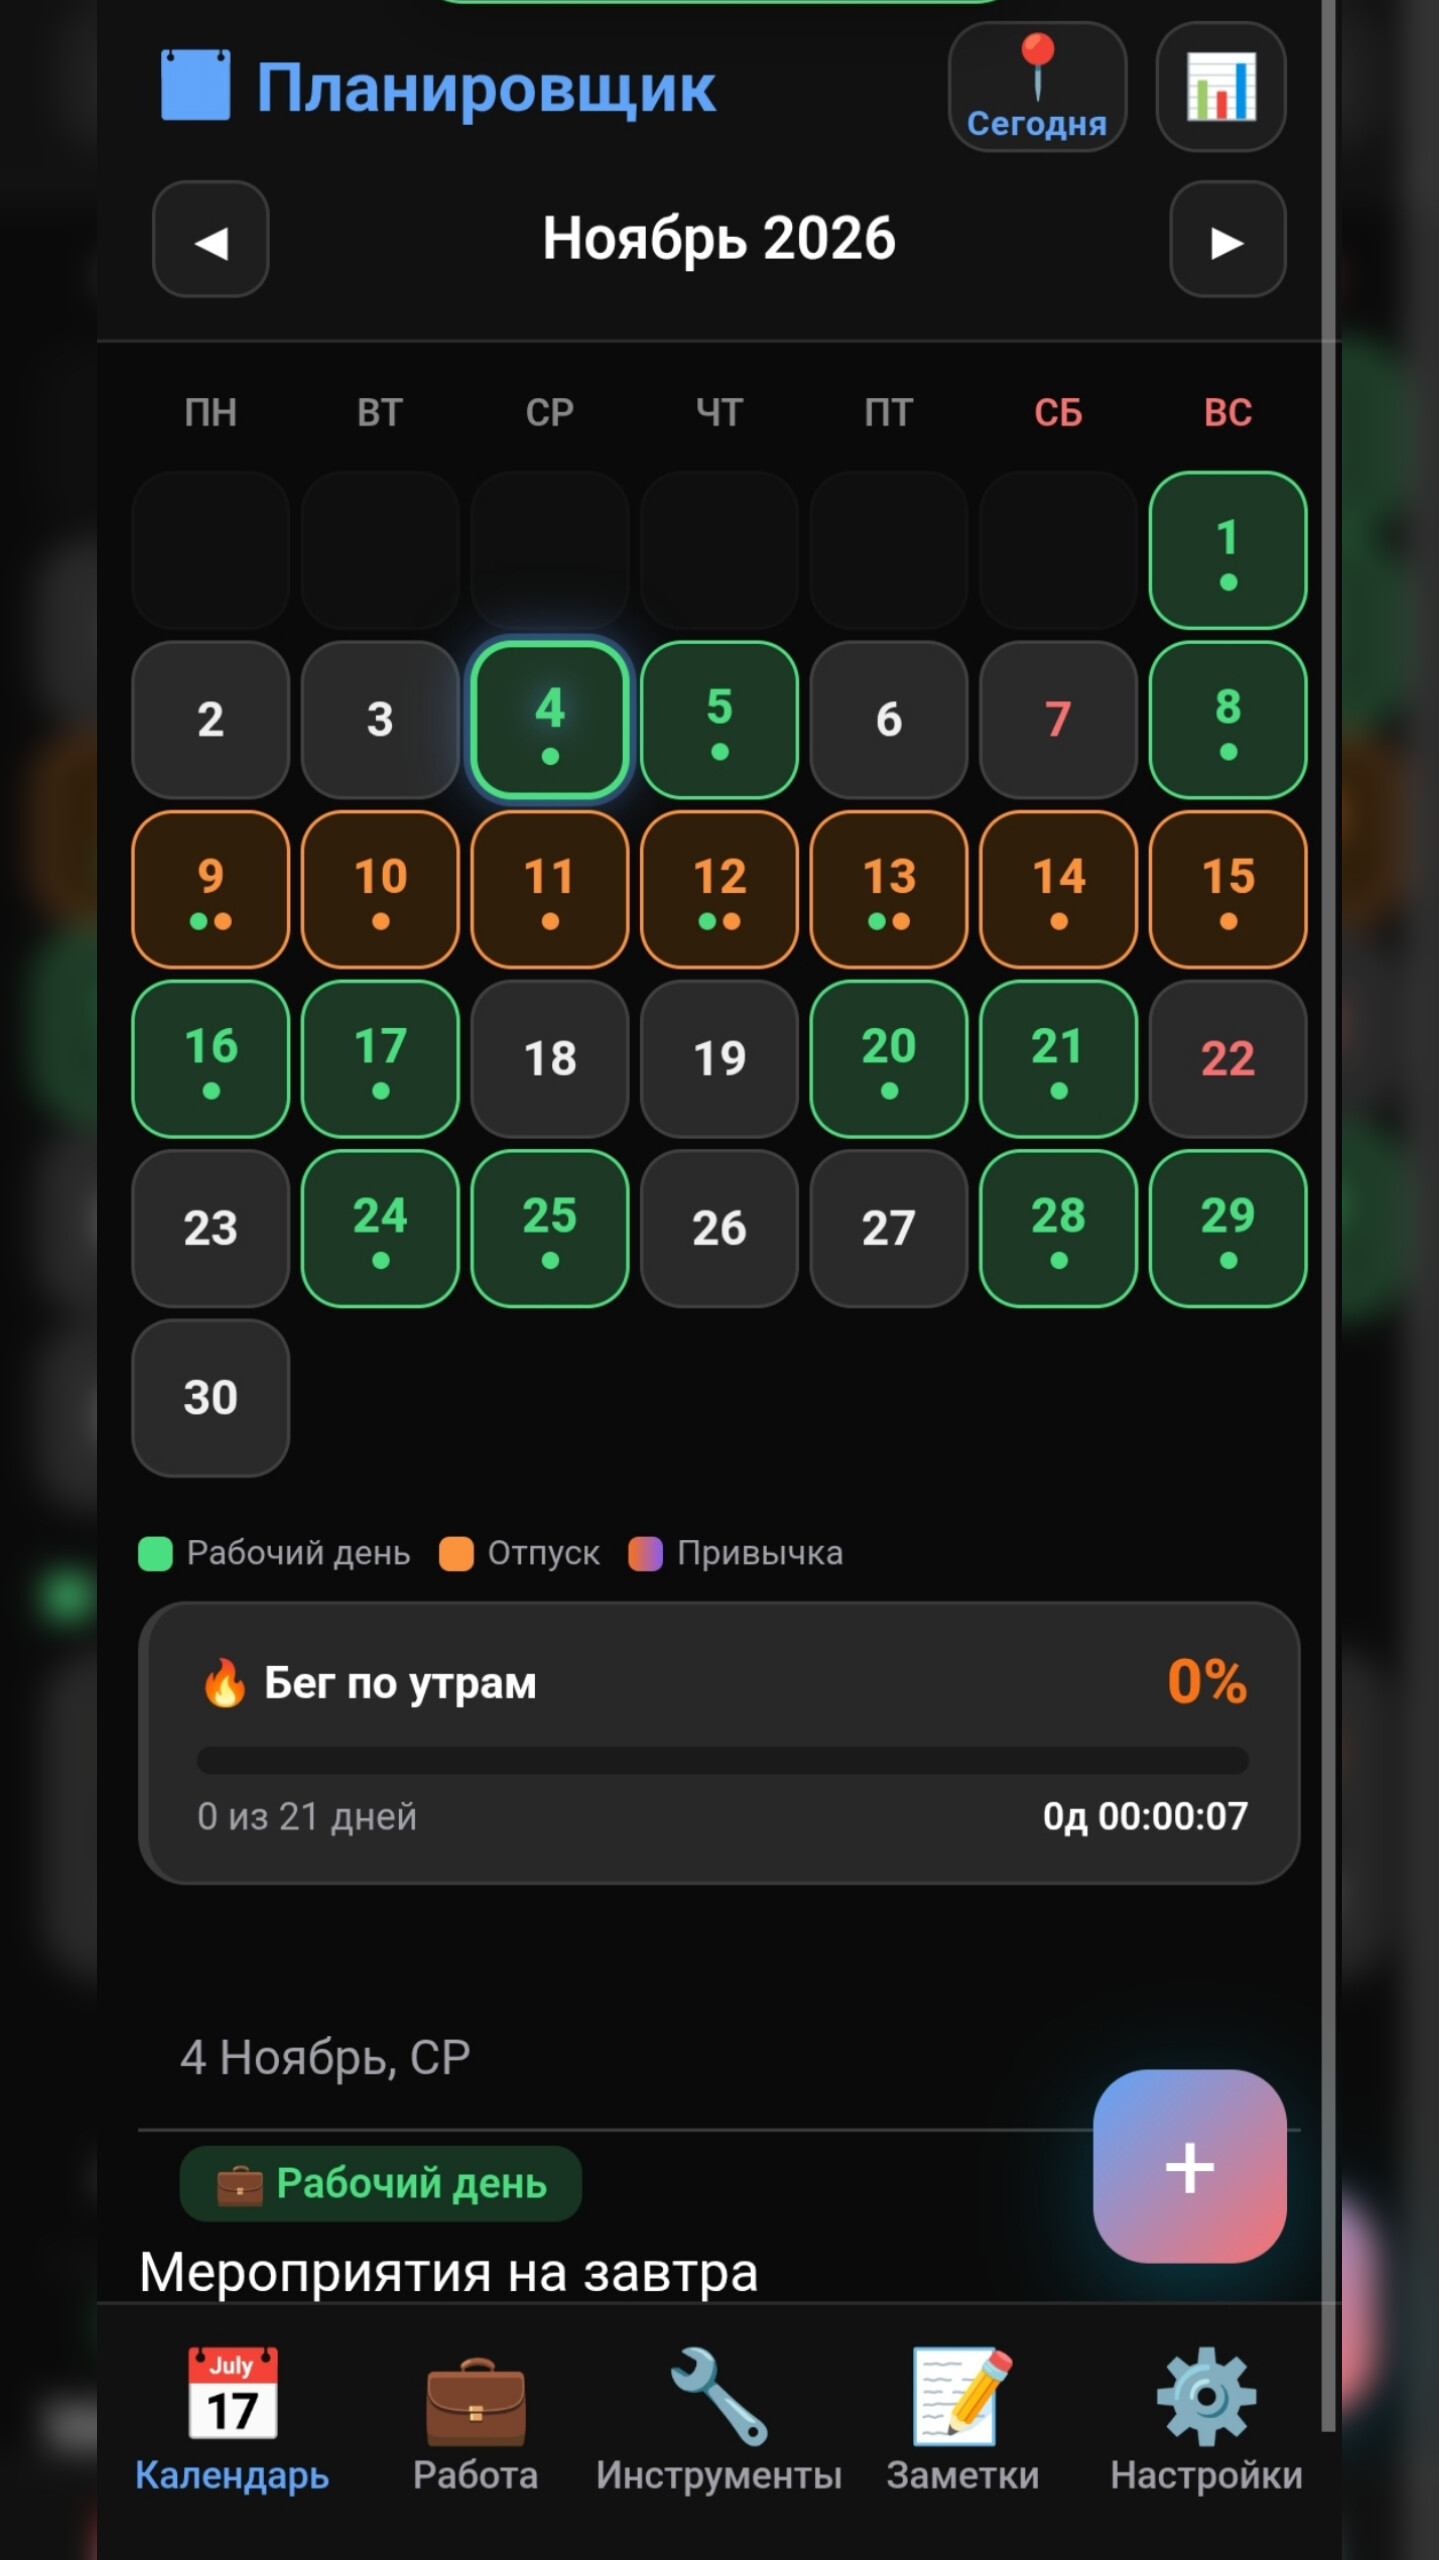 Планировщик
Сегодня
Ноябрь 2026
ПН ВТ СР ЧТ ПТ СБ ВС
1
2 3 4 5 6 7 8
9 10 11 12 13 14 15
16 17 18 19 20 21 22
23 24 25 26 27 28 29
30
Рабочий день Отпуск Привычка
Бег по утрам 0%
0 из 21 дней 0д 00:00:07
4 Ноябрь, СР
Рабочий день
+
Мероприятия на завтра
July
17
Календарь Работа Инструменты Заметки Настройки